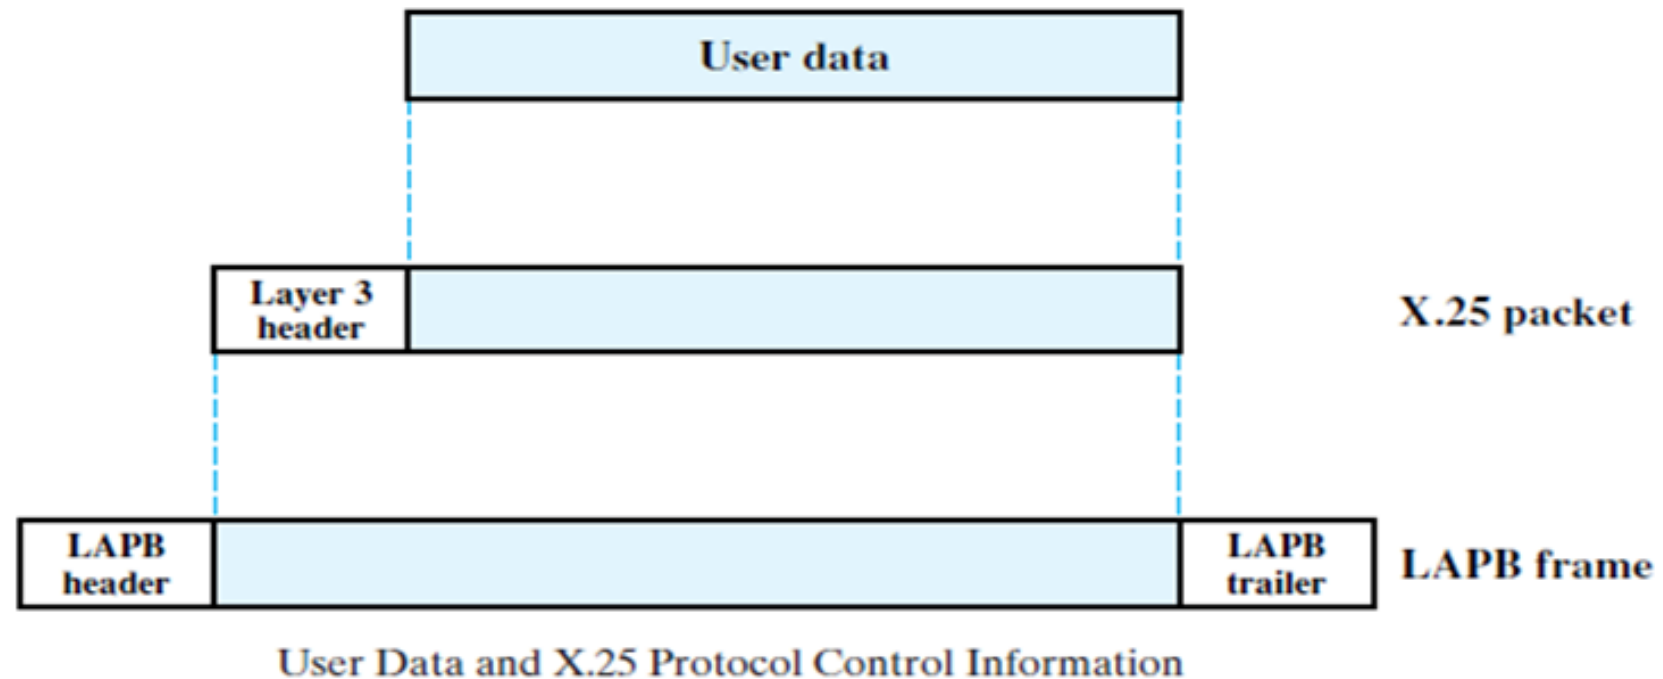 User data
Layer 3
header
X.25 packet
LAPB
header
LAPB
trailer
LAPB frame
User Data and X.25 Protocol Control Information